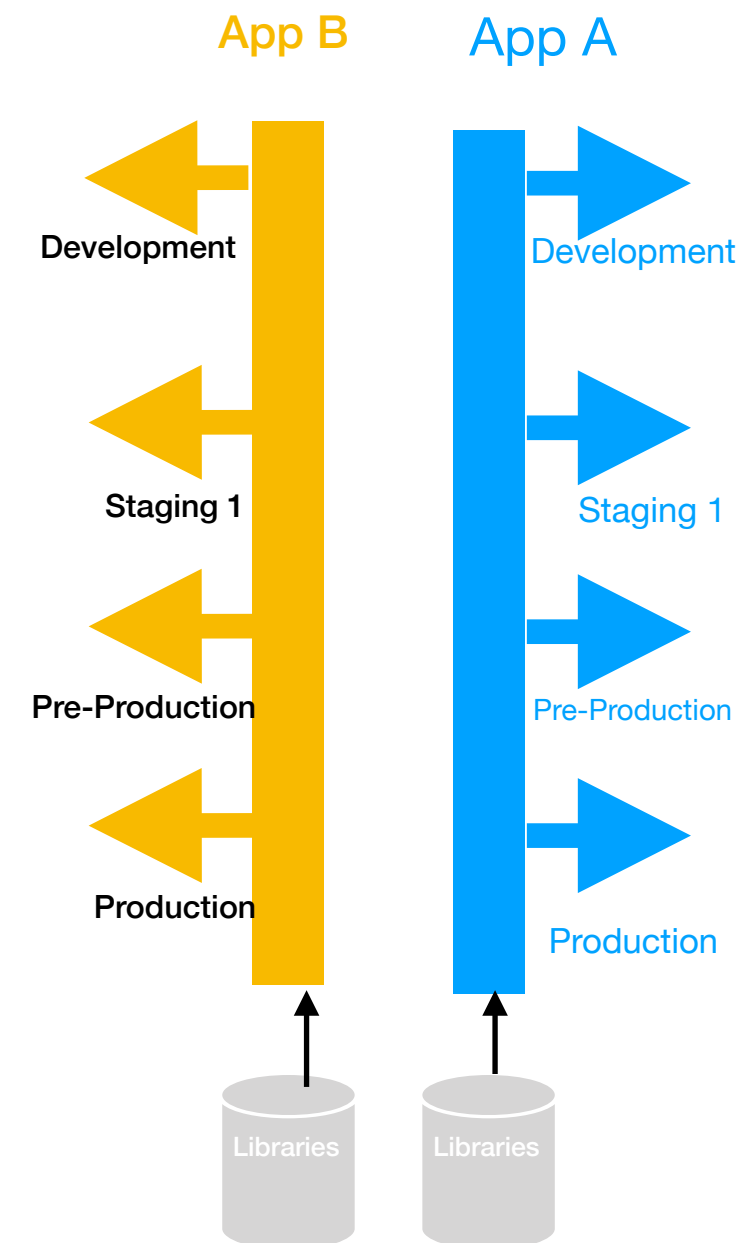 App B
App A
Development
Development
Staging 1
Staging 1
Pre-Production
Pre-Production
Production
Production
Libraries
Libraries